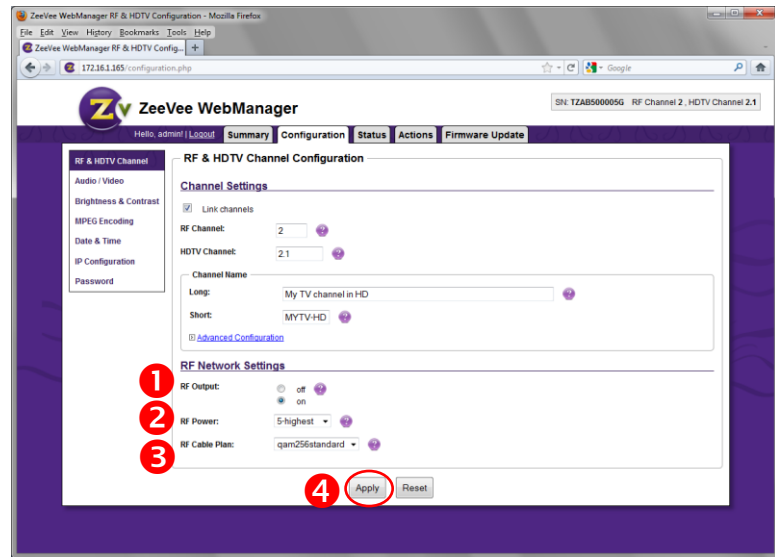 ZeeVee WebManager RF & HDTV Configuration - Mozilla Firefox
File Edit View History Bookmarks Tools Help
ZeeVee WebManager RF & HDTV Config... +
172.16.1.165/configuration.php
Google
Zv ZeeVee WebManager
SN: TZAB500005G RF Channel 2 , HDTV Channel 2.1
Hello, admin! | Logout Summary Configuration Status Actions Firmware Update
RF & HDTV Channel
Audio / Video
Brightness & Contrast
MPEG Encoding
Date & Time
IP Configuration
Password
RF & HDTV Channel Configuration
Channel Settings
Link channels
RF Channel: 2 ?
HDTV Channel: 2.1 ?
Channel Name
Long: My TV channel in HD ?
Short: MYTV-HD ?
Advanced Configuration
RF Network Settings
1 RF Output: off ?
on
2 RF Power: 5-highest ?
3 RF Cable Plan: qam256standard ?
4 Apply Reset